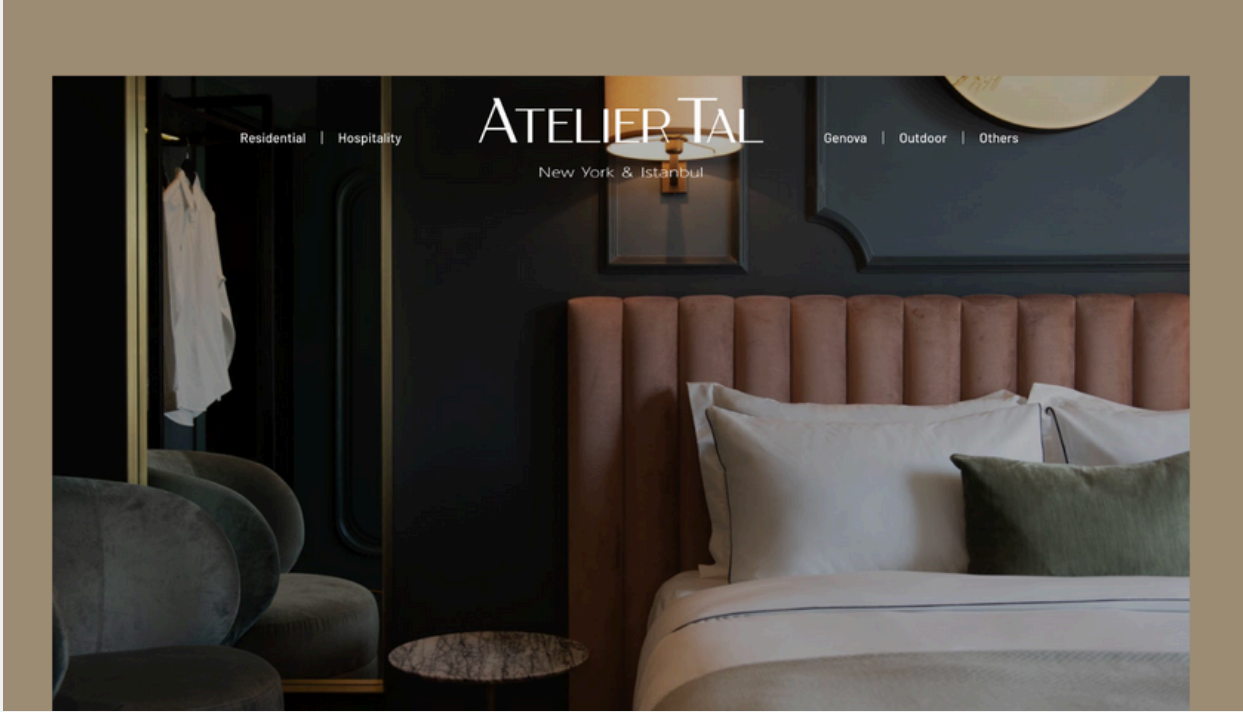 Residential | Hospitality
ATELIER TAL
New York & Istanbul
Genova | Outdoor | Others